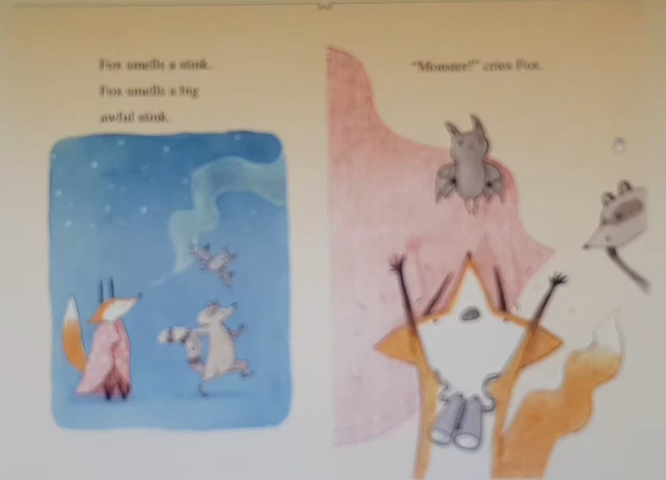 Fox smells a stink.
Fox smells a big
awful stink.
"Monster!" cries Fox.